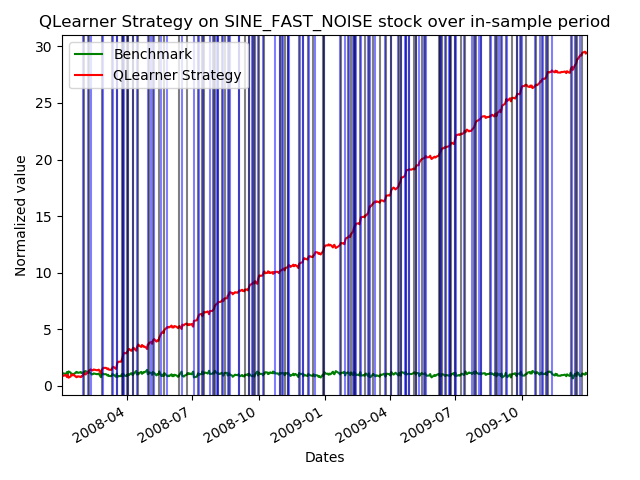 QLearner Strategy on SINE_FAST_NOISE stock over in-sample period
Benchmark
QLearner Strategy
Normalized value
30
25
20
15
10
5
0
2008-04
2008-07
2008-10
2009-01
2009-04
2009-07
2009-10
Dates